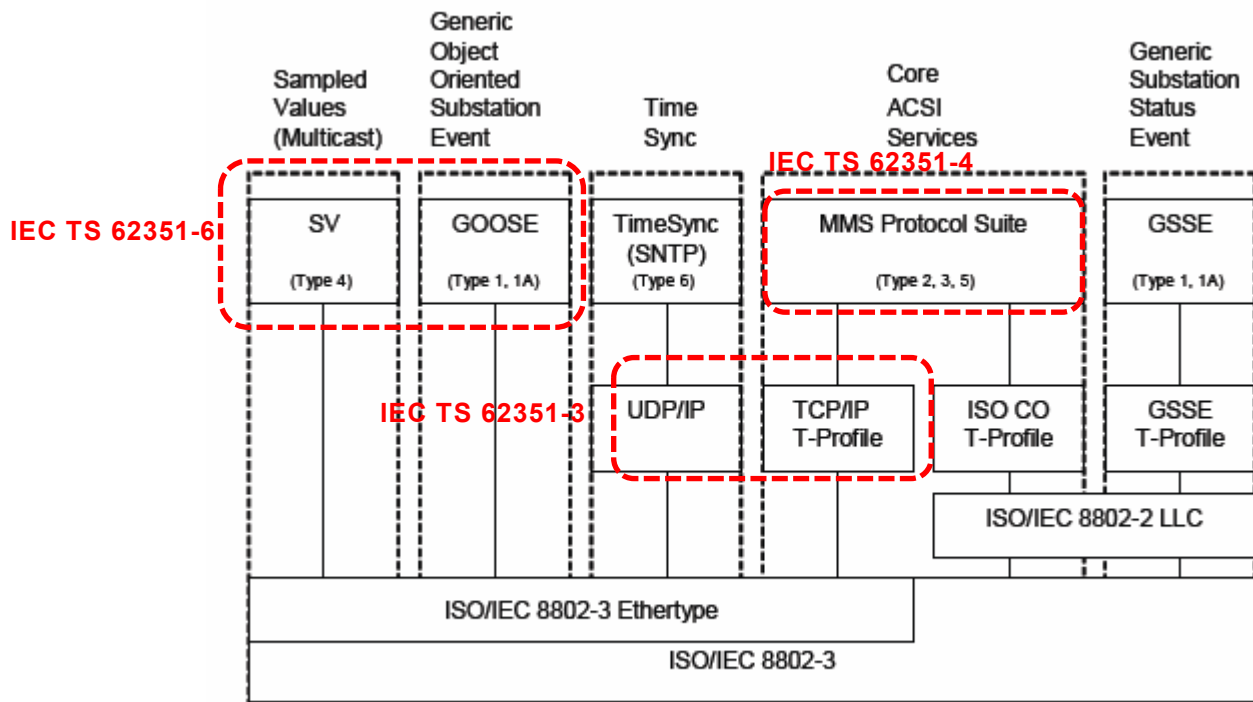 Sampled
Values
(Multicast)
Generic
Object
Oriented
Substation
Event
Time
Sync
Core
ACSI
Services
Generic
Substation
Status
Event
IEC TS 62351-4
IEC TS 62351-6
SV
(Type 4)
GOOSE
(Type 1, 1A)
TimeSync
(SNTP)
(Type 6)
MMS Protocol Suite
(Type 2, 3, 5)
GSSE
(Type 1, 1A)
IEC TS 62351-3
UDP/IP
TCP/IP
T-Profile
ISO CO
T-Profile
GSSE
T-Profile
ISO/IEC 8802-2 LLC
ISO/IEC 8802-3 Ethertype
ISO/IEC 8802-3